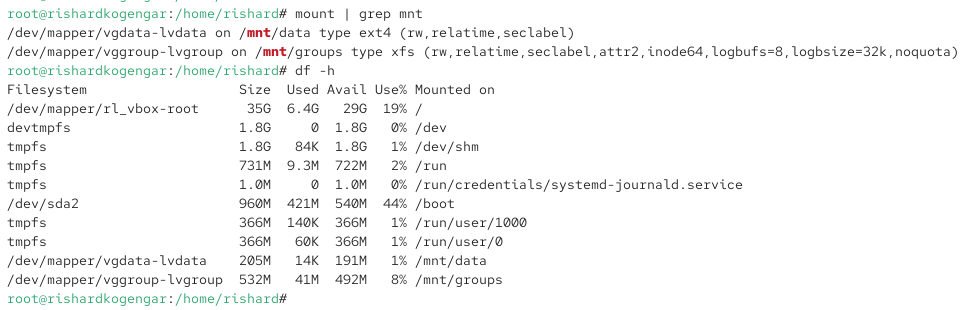 root@rishardkogengar:/home/rishard# mount | grep mnt
/dev/mapper/vgdata-lvdata on /mnt/data type ext4 (rw,relatime,seclabel)
/dev/mapper/vggroup-lvgroup on /mnt/groups type xfs (rw,relatime,seclabel,attr2,inode64,logbufs=8,logbsize=32k,noquota)
root@rishardkogengar:/home/rishard# df -h
Filesystem                   Size  Used Avail Use% Mounted on
/dev/mapper/rl_vbox-root      35G  6.4G   29G  19% /
devtmpfs                     1.8G     0  1.8G   0% /dev
tmpfs                        1.8G   84K  1.8G   1% /dev/shm
tmpfs                        731M  9.3M  722M   2% /run
tmpfs                        1.0M     0  1.0M   0% /run/credentials/systemd-journald.service
/dev/sda2                    960M  421M  540M  44% /boot
tmpfs                        366M  140K  366M   1% /run/user/1000
tmpfs                        366M   60K  366M   1% /run/user/0
/dev/mapper/vgdata-lvdata    205M   14K  191M   1% /mnt/data
/dev/mapper/vggroup-lvgroup  532M   41M  492M   8% /mnt/groups
root@rishardkogengar:/home/rishard#